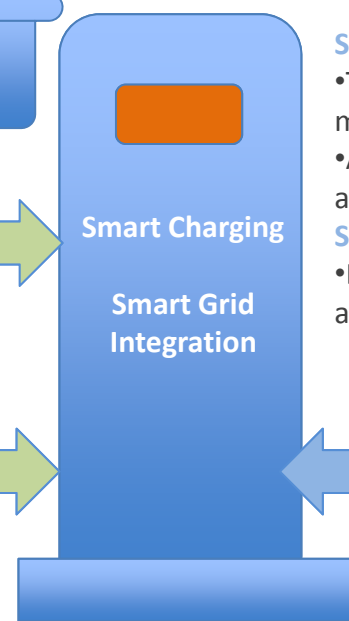 Smart Charging
Smart Grid
Integration
S
•T
m
•A
a
S
•I
a